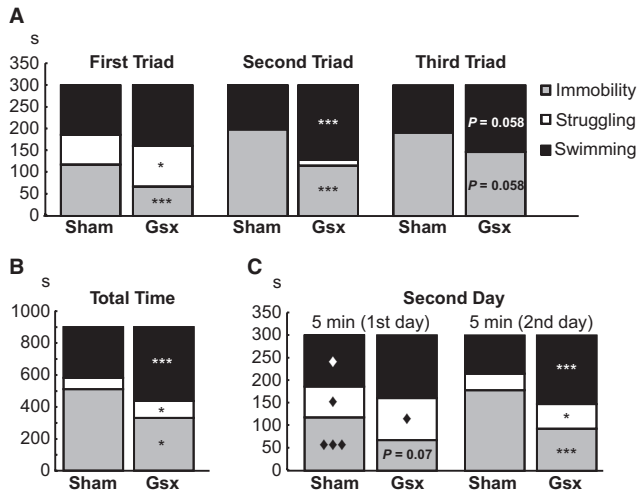 A
s
First Triad Second Triad Third Triad
350
300
250
200
150
100
50
0
*** * *** *** P = 0.058 P = 0.058
Immobility
Struggling
Swimming
Sham Gsx Sham Gsx Sham Gsx
B
s
Total Time
1000
800
600
400
200
0
***
*
*
Sham Gsx
C
s
Second Day
5 min (1st day) 5 min (2nd day)
350
300
250
200
150
100
50
0
♦ ***
♦ ♦ *
♦♦♦ P = 0.07 ***
Sham Gsx Sham Gsx